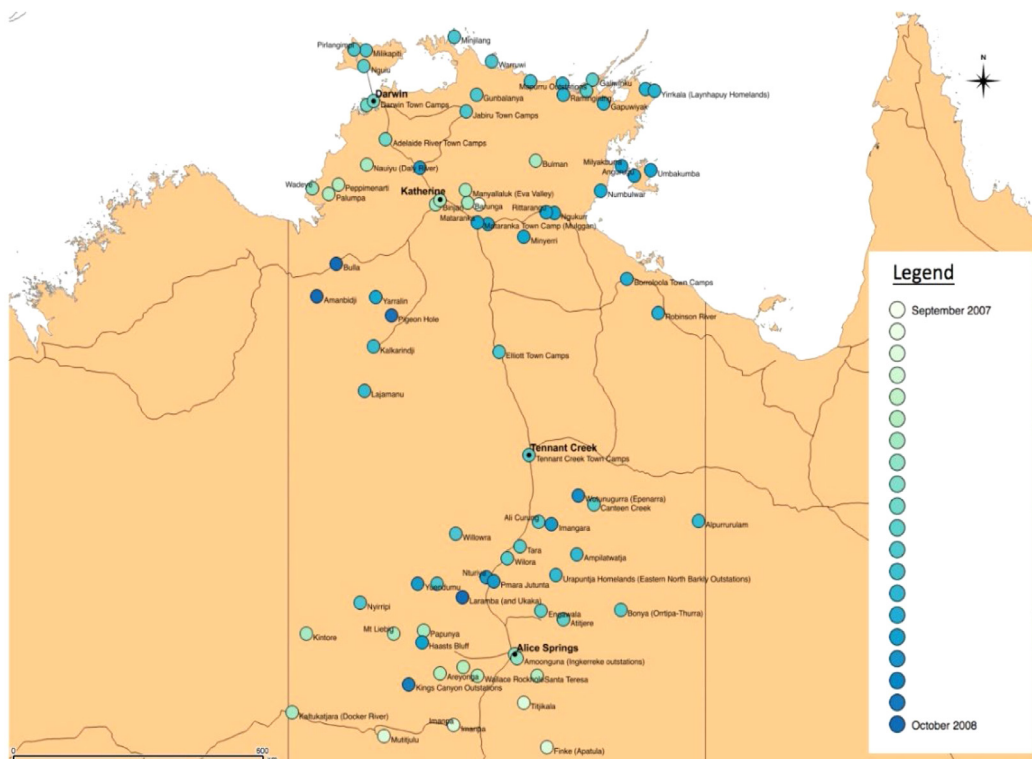 Minjilang
Pirlangimpi
Milikapiti
N
Warruwi
Nguiu
Galiwinku
Mapurru Outstations
Yirrkala (Laynhapuy Homelands)
Darwin
Gunbalanya
Ramingining
Darwin Town Camps
Gapuwiyak
Jabiru Town Camps
Adelaide River Town Camps
Bulman
Milyakburra
Nauiyu (Daly River)
Angurugu
Umbakumba
Wadeye
Peppimenarti
Katherine
Manyallaluk (Eva Valley)
Numbulwar
Palumpa
Binjari
Barunga
Rittarangu
Ngukurr
Mataranka
Mataranka Town Camp (Mulggan)
Minyerri
Bulla
Legend
Borroloola Town Camps
Amanbidji
Yarralin
September 2007
Robinson River
Pigeon Hole
Kalkarindji
Elliott Town Camps
Lajamanu
Tennant Creek
Tennant Creek Town Camps
Wutunugurra (Epenarra)
Canteen Creek
Ali Curung
Imangara
Alpurrurulam
Willowra
Tara
Ampilatwatja
Wilora
Nturiya
Urapuntja Homelands (Eastern North Barkly Outstations)
Yuendumu
Pmara Jutunta
Laramba (and Ukaka)
Nyirripi
Engawala
Bonya (Orrtipa-Thurra)
Atitjere
Mt Liebig
Papunya
Kintore
Haasts Bluff
Alice Springs
Amoonguna (Ingkerreke outstations)
Areyonga
Wallace Rockhole
Santa Teresa
Kings Canyon Outstations
Titjikala
Kaltukatjara (Docker River)
Imanpa
Imanpa
October 2008
Mutitjulu
Finke (Apatula)
0